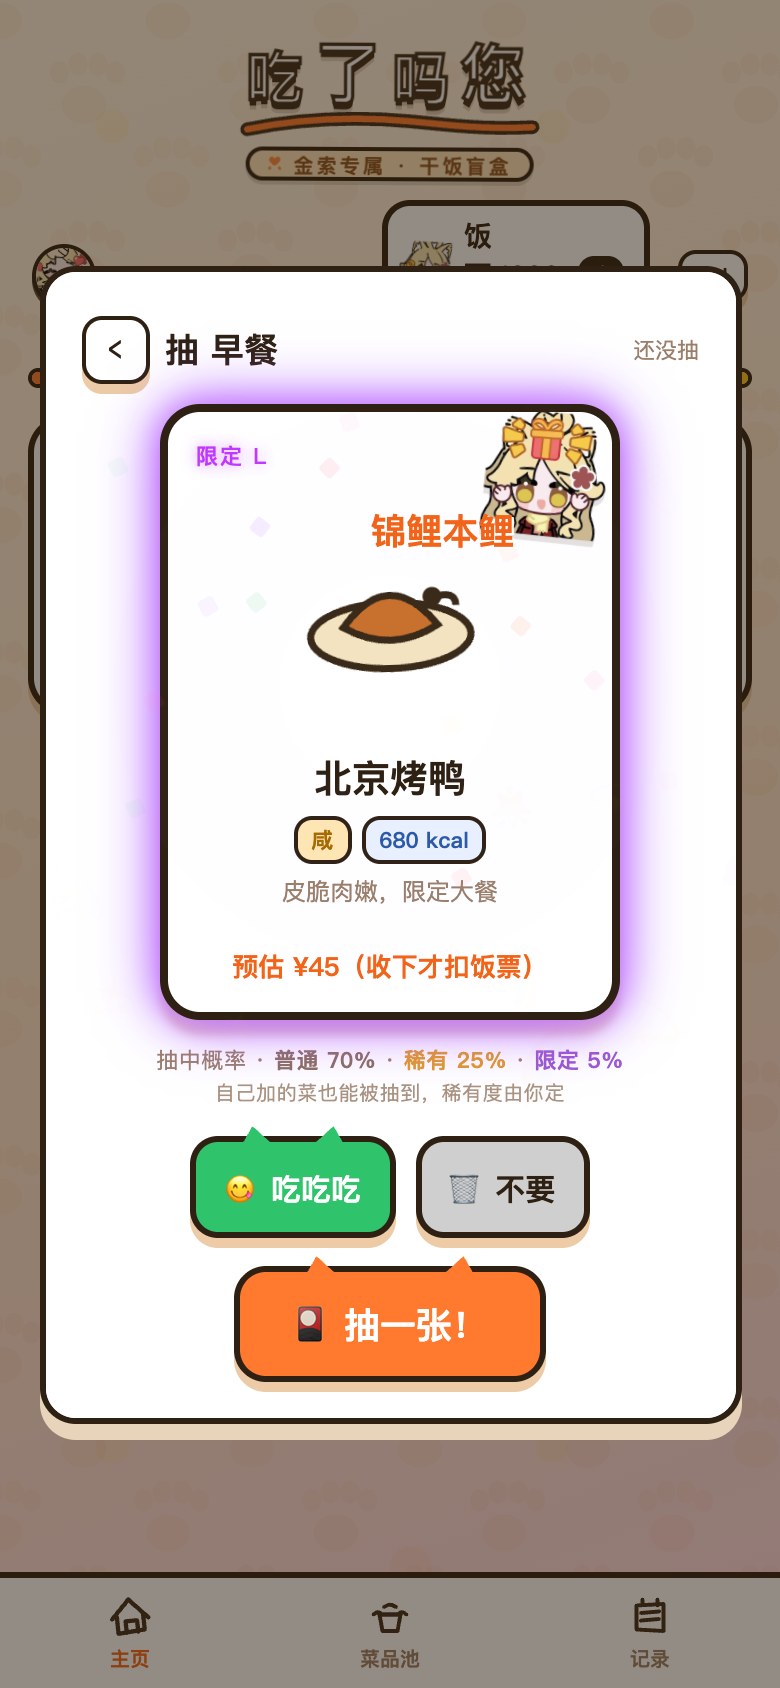 吃了吗您
金索专属 · 干饭盲盒
饭
< 抽 早餐
还没抽
限定 L
锦鲤本鲤
北京烤鸭
咸 680 kcal
皮脆肉嫩，限定大餐
预估 ¥45（收下才扣饭票）
抽中概率 · 普通 70% · 稀有 25% · 限定 5%
自己加的菜也能被抽到，稀有度由你定
吃吃吃 不要
抽一张！
主页 菜品池 记录